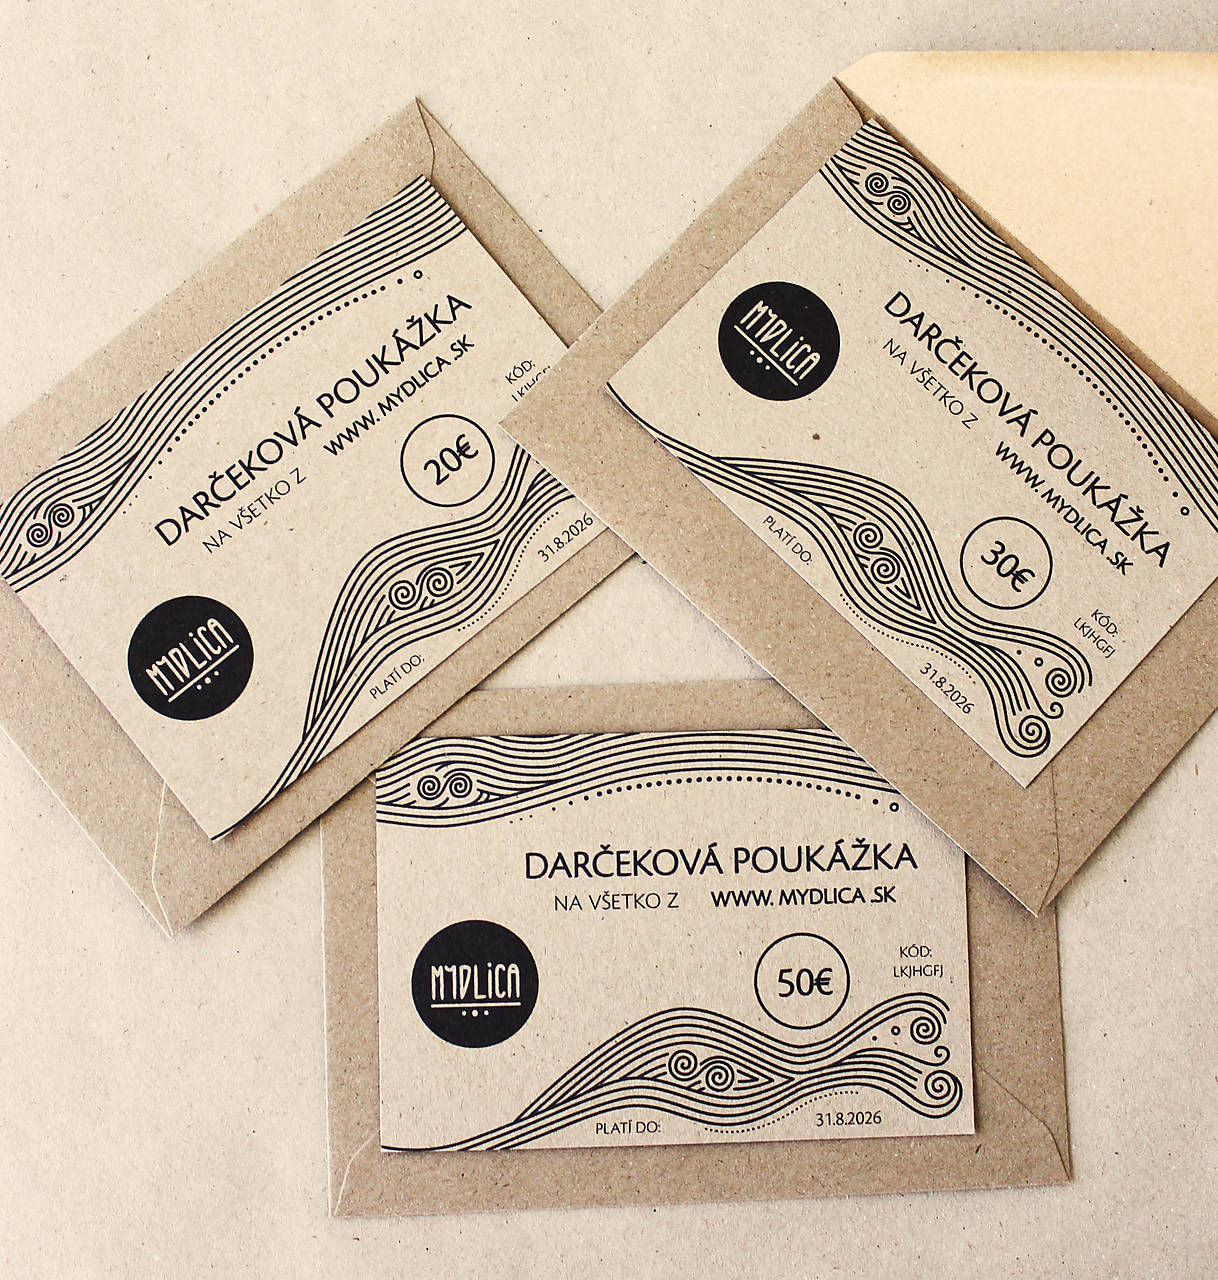 DARČEKOVÁ POUKÁŽKA
NA VŠETKO Z WWW. MYDLICA .SK
KÓD:
20€
MYDLiCA
PLATÍ DO: 31.8.2026
DARČEKOVÁ POUKÁŽKA
NA VŠETKO Z WWW. MYDLICA .SK
MYDLiCA
30€
KÓD:
LKJHGFJ
PLATÍ DO: 31.8.2026
DARČEKOVÁ POUKÁŽKA
NA VŠETKO Z WWW. MYDLICA .SK
MYDLiCA
50€
KÓD:
LKJHGFJ
PLATÍ DO: 31.8.2026